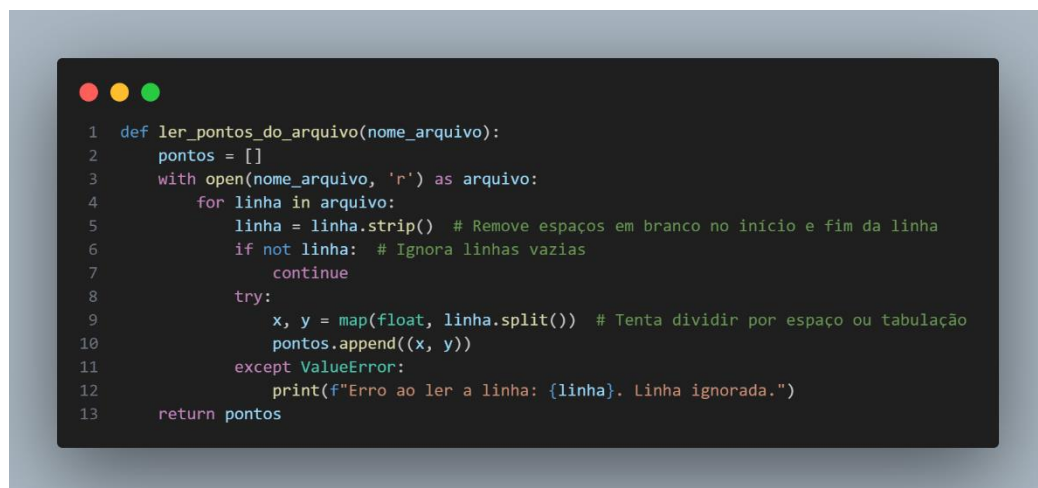 1 def ler_pontos_do_arquivo(nome_arquivo):
2     pontos = []
3     with open(nome_arquivo, 'r') as arquivo:
4         for linha in arquivo:
5             linha = linha.strip()  # Remove espaços em branco no início e fim da linha
6             if not linha:  # Ignora linhas vazias
7                 continue
8             try:
9                 x, y = map(float, linha.split())  # Tenta dividir por espaço ou tabulação
10                 pontos.append((x, y))
11             except ValueError:
12                 print(f"Erro ao ler a linha: {linha}. Linha ignorada.")
13     return pontos